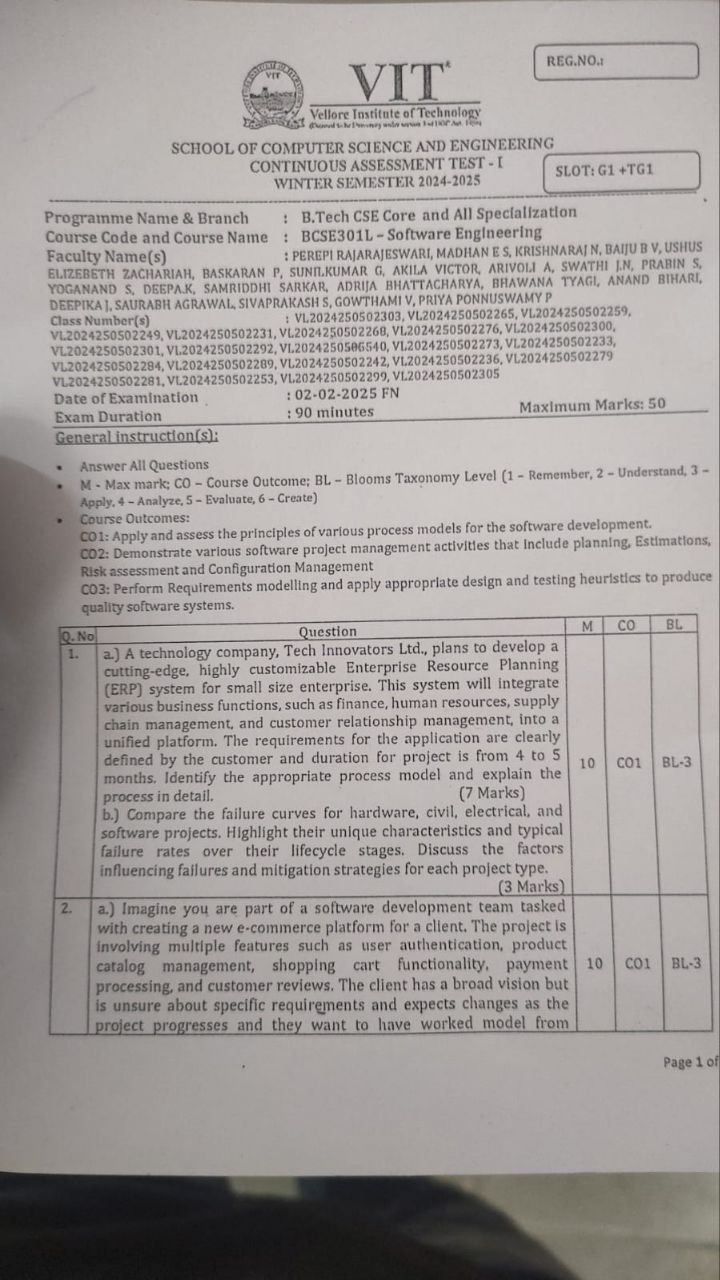 REG.NO.:
VIT
VIT
Vellore Institute of Technology
(Deemed to be University under section 3 of UGC Act, 1956)
SCHOOL OF COMPUTER SCIENCE AND ENGINEERING
CONTINUOUS ASSESSMENT TEST - I
WINTER SEMESTER 2024-2025
SLOT: G1 +TG1
Programme Name & Branch : B.Tech CSE Core and All Specialization
Course Code and Course Name : BCSE301L – Software Engineering
Faculty Name(s) : PEREPI RAJARAJESWARI, MADHAN E S, KRISHNARAJ N, BAIJU B V, USHUS
ELIZEBETH ZACHARIAH, BASKARAN P, SUNILKUMAR G, AKILA VICTOR, ARIVOLI A, SWATHI J.N, PRABIN S,
YOGANAND S, DEEPA.K, SAMRIDDHI SARKAR, ADRIJA BHATTACHARYA, BHAWANA TYAGI, ANAND BIHARI,
DEEPIKA J, SAURABH AGRAWAL, SIVAPRAKASH S, GOWTHAMI V, PRIYA PONNUSWAMY P
Class Number(s) : VL2024250502303, VL2024250502265, VL2024250502259,
VL2024250502249, VL2024250502231, VL2024250502268, VL2024250502276, VL2024250502300,
VL2024250502301, VL2024250502292, VL2024250506540, VL2024250502273, VL2024250502233,
VL2024250502284, VL2024250502289, VL2024250502242, VL2024250502236, VL2024250502279
VL2024250502281, VL2024250502253, VL2024250502299, VL2024250502305
Date of Examination : 02-02-2025 FN
Exam Duration : 90 minutes Maximum Marks: 50
General instruction(s):
• Answer All Questions
• M - Max mark; CO – Course Outcome; BL – Blooms Taxonomy Level (1 – Remember, 2 – Understand, 3 –
Apply, 4 – Analyze, 5 – Evaluate, 6 – Create)
• Course Outcomes:
CO1: Apply and assess the principles of various process models for the software development.
CO2: Demonstrate various software project management activities that include planning, Estimations,
Risk assessment and Configuration Management
CO3: Perform Requirements modelling and apply appropriate design and testing heuristics to produce
quality software systems.
Q. No Question M CO BL
1. a.) A technology company, Tech Innovators Ltd., plans to develop a
cutting-edge, highly customizable Enterprise Resource Planning
(ERP) system for small size enterprise. This system will integrate
various business functions, such as finance, human resources, supply
chain management, and customer relationship management, into a
unified platform. The requirements for the application are clearly
defined by the customer and duration for project is from 4 to 5
months. Identify the appropriate process model and explain the
process in detail. (7 Marks)
10 CO1 BL-3
b.) Compare the failure curves for hardware, civil, electrical, and
software projects. Highlight their unique characteristics and typical
failure rates over their lifecycle stages. Discuss the factors
influencing failures and mitigation strategies for each project type.
(3 Marks)
2. a.) Imagine you are part of a software development team tasked
with creating a new e-commerce platform for a client. The project is
involving multiple features such as user authentication, product
catalog management, shopping cart functionality, payment
processing, and customer reviews. The client has a broad vision but
is unsure about specific requirements and expects changes as the
project progresses and they want to have worked model from
10 CO1 BL-3
Page 1 of